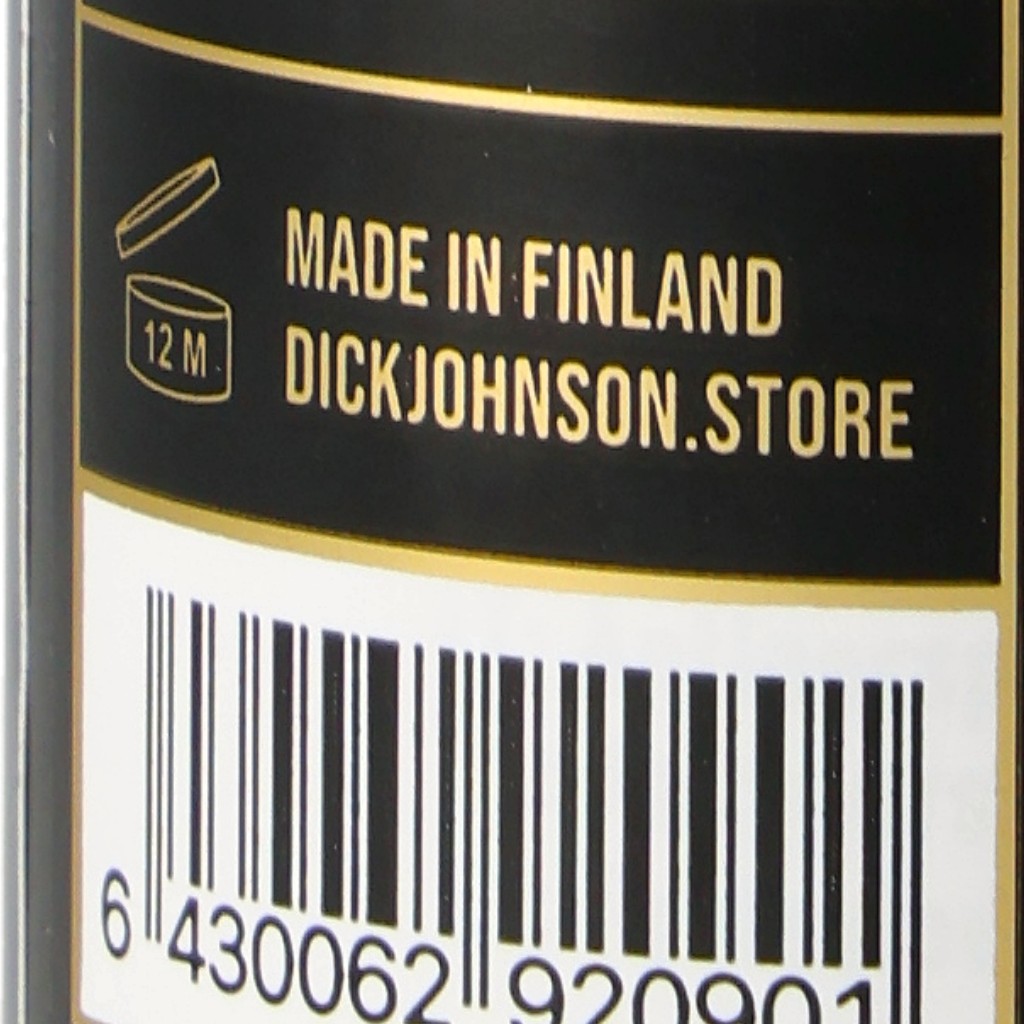 12 M
MADE IN FINLAND
DICKJOHNSON.STORE
6 430062 920901